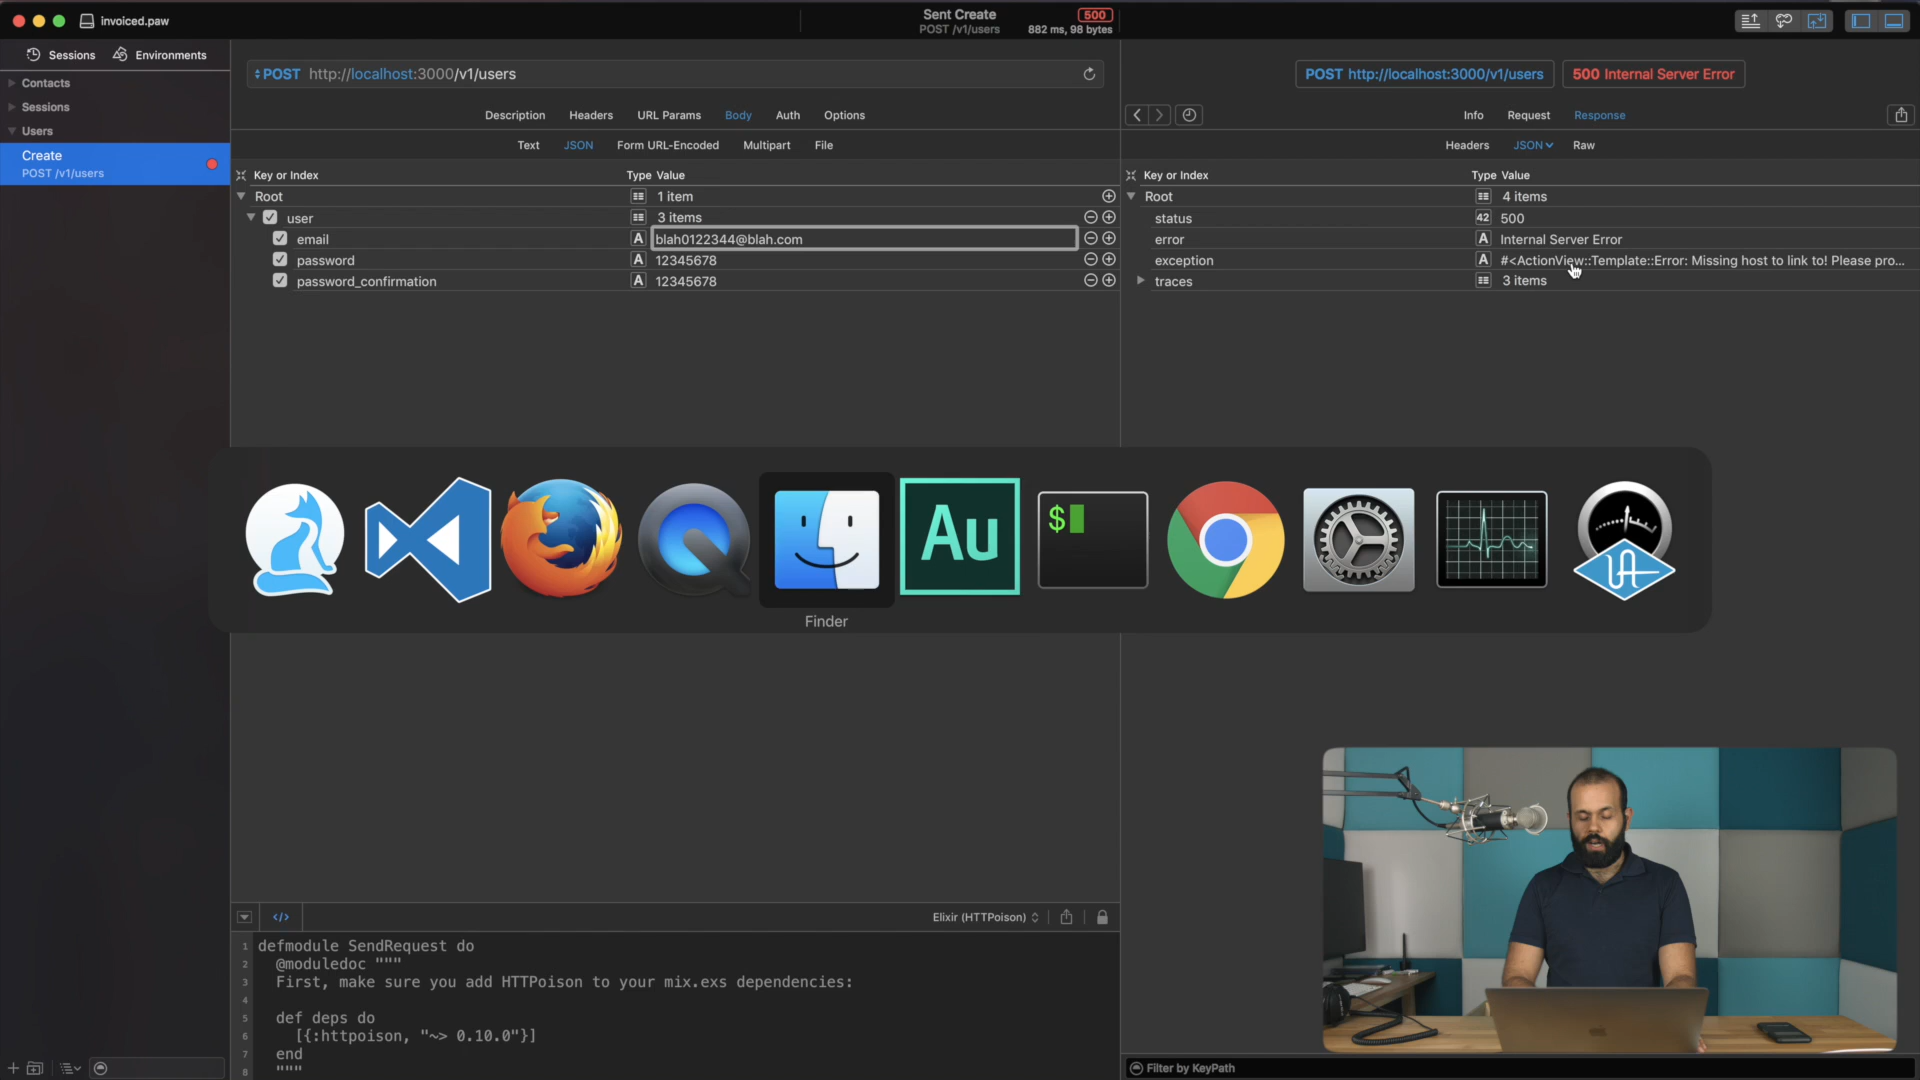 invoiced.paw
Sent Create
POST /v1/users
500
882 ms, 98 bytes
Sessions
Environments
Contacts
Sessions
Users
Create
POST /v1/users
POST http://localhost:3000/v1/users
Description
Headers
URL Params
Body
Auth
Options
Text
JSON
Form URL-Encoded
Multipart
File
Key or Index
Type
Value
Root
1 item
user
3 items
email
A
blah0122344@blah.com
password
A
12345678
password_confirmation
A
12345678
POST http://localhost:3000/v1/users
500 Internal Server Error
Info
Request
Response
Headers
JSON
Raw
Key or Index
Type
Value
Root
4 items
status
42
500
error
A
Internal Server Error
exception
A
#<ActionView::Template::Error: Missing host to link to! Please pro...
traces
3 items
Au
$
Finder
</>
Elixir (HTTPoison)
1 defmodule SendRequest do
2 @moduledoc """
3 First, make sure you add HTTPoison to your mix.exs dependencies:
4
5 def deps do
6 [{:httpoison, "~> 0.10.0"}]
7 end
8 """
Filter by KeyPath